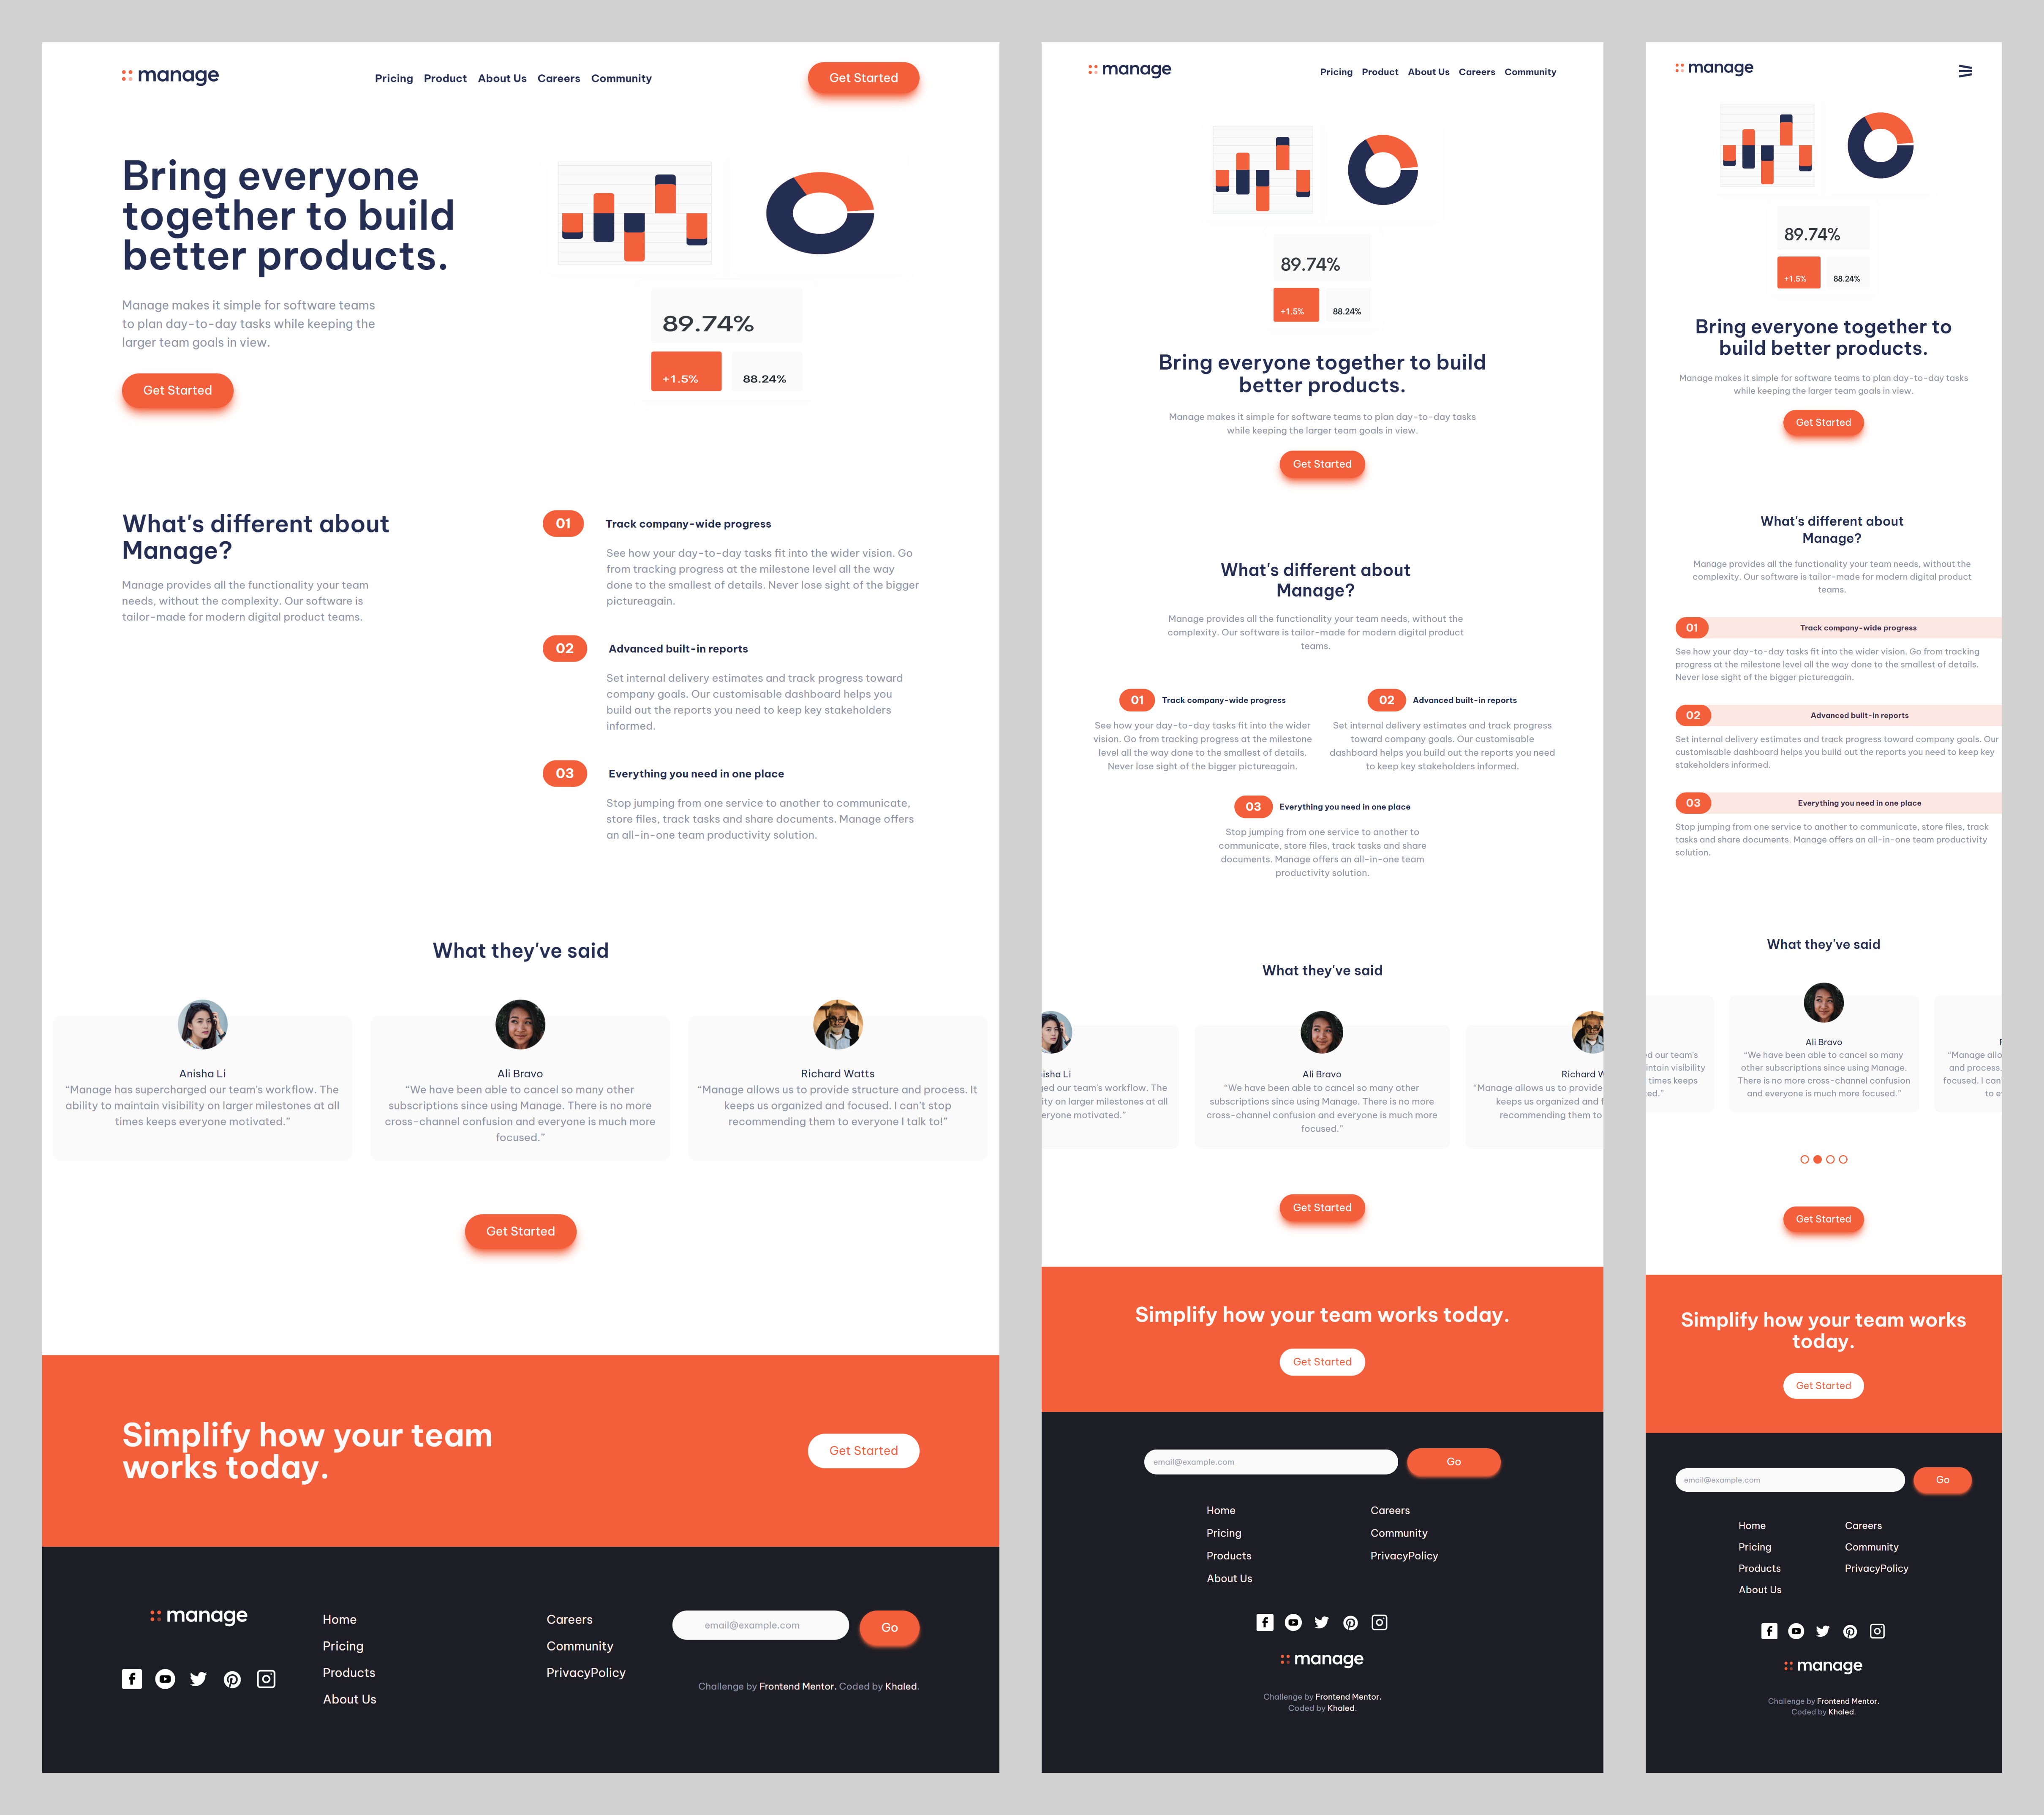 manage
Pricing Product About Us Careers Community
Get Started
Bring everyone
together to build
better products.
Manage makes it simple for software teams
to plan day-to-day tasks while keeping the
larger team goals in view.
Get Started
89.74%
+1.5%
88.24%
What's different about
Manage?
Manage provides all the functionality your team
needs, without the complexity. Our software is
tailor-made for modern digital product teams.
01 Track company-wide progress
See how your day-to-day tasks fit into the wider vision. Go
from tracking progress at the milestone level all the way
done to the smallest of details. Never lose sight of the bigger
pictureagain.
02 Advanced built-in reports
Set internal delivery estimates and track progress toward
company goals. Our customisable dashboard helps you
build out the reports you need to keep key stakeholders
informed.
03 Everything you need in one place
Stop jumping from one service to another to communicate,
store files, track tasks and share documents. Manage offers
an all-in-one team productivity solution.
What they've said
Anisha Li
“Manage has supercharged our team's workflow. The
ability to maintain visibility on larger milestones at all
times keeps everyone motivated.”
Ali Bravo
“We have been able to cancel so many other
subscriptions since using Manage. There is no more
cross-channel confusion and everyone is much more
focused.”
Richard Watts
“Manage allows us to provide structure and process. It
keeps us organized and focused. I can't stop
recommending them to everyone I talk to!”
Get Started
Simplify how your team
works today.
Get Started
manage
Home
Pricing
Products
About Us
Careers
Community
PrivacyPolicy
email@example.com
Go
Challenge by Frontend Mentor. Coded by Khaled.
manage
Pricing Product About Us Careers Community
89.74%
+1.5%
88.24%
Bring everyone together to build
better products.
Manage makes it simple for software teams to plan day-to-day tasks
while keeping the larger team goals in view.
Get Started
What's different about
Manage?
Manage provides all the functionality your team needs, without the
complexity. Our software is tailor-made for modern digital product
teams.
01 Track company-wide progress
See how your day-to-day tasks fit into the wider
vision. Go from tracking progress at the milestone
level all the way done to the smallest of details.
Never lose sight of the bigger pictureagain.
02 Advanced built-in reports
Set internal delivery estimates and track progress
toward company goals. Our customisable
dashboard helps you build out the reports you need
to keep key stakeholders informed.
03 Everything you need in one place
Stop jumping from one service to another to
communicate, store files, track tasks and share
documents. Manage offers an all-in-one team
productivity solution.
What they've said
isha Li
ed our team's workflow. The
ity on larger milestones at all
eryone motivated.”
Ali Bravo
“We have been able to cancel so many other
subscriptions since using Manage. There is no more
cross-channel confusion and everyone is much more
focused.”
Richard W
“Manage allows us to provide
keeps us organized and f
recommending them to
Get Started
Simplify how your team works today.
Get Started
email@example.com
Go
Home
Pricing
Products
About Us
Careers
Community
PrivacyPolicy
manage
Challenge by Frontend Mentor.
Coded by Khaled.
manage
89.74%
+1.5%
88.24%
Bring everyone together to
build better products.
Manage makes it simple for software teams to plan day-to-day tasks
while keeping the larger team goals in view.
Get Started
What's different about
Manage?
Manage provides all the functionality your team needs, without the
complexity. Our software is tailor-made for modern digital product
teams.
01 Track company-wide progress
See how your day-to-day tasks fit into the wider vision. Go from tracking
progress at the milestone level all the way done to the smallest of details.
Never lose sight of the bigger pictureagain.
02 Advanced built-in reports
Set internal delivery estimates and track progress toward company goals. Our
customisable dashboard helps you build out the reports you need to keep key
stakeholders informed.
03 Everything you need in one place
Stop jumping from one service to another to communicate, store files, track
tasks and share documents. Manage offers an all-in-one team productivity
solution.
What they've said
d our team's
intain visibility
times keeps
ed.”
Ali Bravo
“We have been able to cancel so many
other subscriptions since using Manage.
There is no more cross-channel confusion
and everyone is much more focused.”
“Manage allo
and process.
focused. I can
to e
Get Started
Simplify how your team works
today.
Get Started
email@example.com
Go
Home
Pricing
Products
About Us
Careers
Community
PrivacyPolicy
manage
Challenge by Frontend Mentor.
Coded by Khaled.